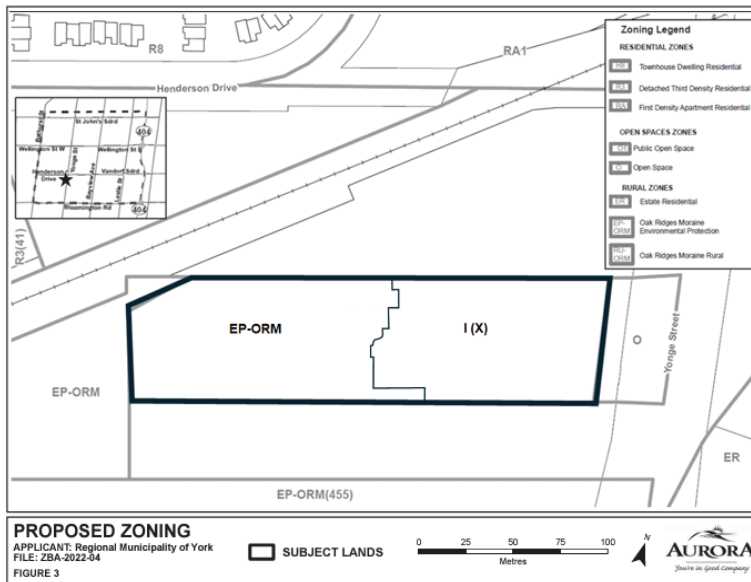 R8
RA1
Henderson Drive
Zoning Legend
RESIDENTIAL ZONES
R8 Townhouse Dwelling Residential
R3 Detached Third Density Residential
RA First Density Apartment Residential
OPEN SPACES ZONES
O1 Public Open Space
O Open Space
RURAL ZONES
ER Estate Residential
EP-ORM Oak Ridges Moraine Environmental Protection
RU-ORM Oak Ridges Moraine Rural
Bathurst St
St John's Sdrd
404
Wellington St W
Yonge St
Wellington St E
Bayview Ave
Leslie St
Henderson Drive
Vandorf Sdrd
Bloomington Rd
404
R3(41)
EP-ORM
I (X)
O
Yonge Street
EP-ORM
ER
EP-ORM(455)
PROPOSED ZONING
APPLICANT: Regional Municipality of York
FILE: ZBA-2022-04
FIGURE 3
SUBJECT LANDS
0 25 50 75 100
Metres
N
AURORA
You're in Good Company